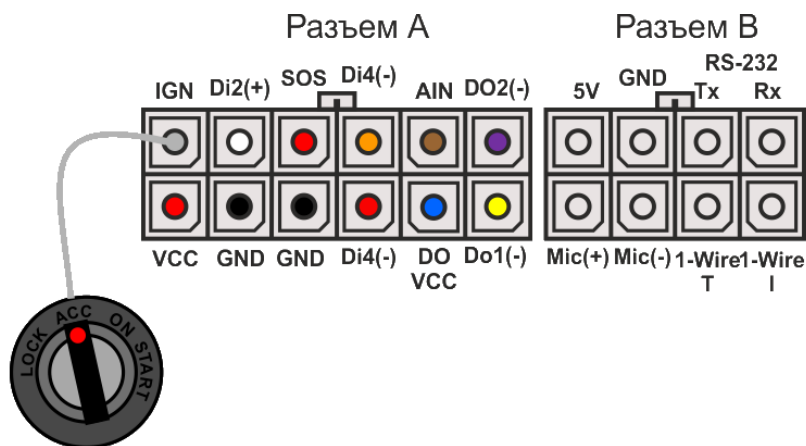 Разъем А
Разъем В
IGN Di2(+) SOS Di4(-) AIN DO2(-)
5V GND RS-232
Tx Rx
VCC GND GND Di4(-) DO VCC Do1(-)
Mic(+) Mic(-) 1-Wire T 1-Wire I
LOCK ACC ON START